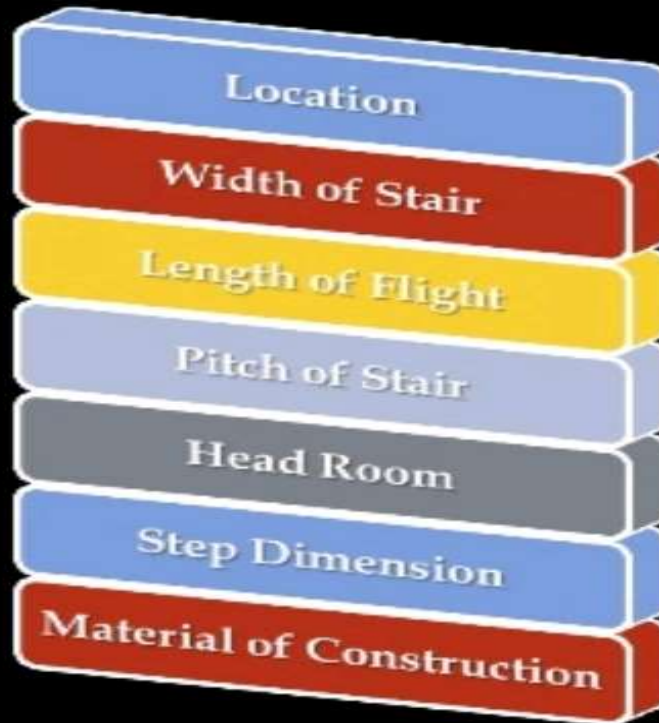 Location
Width of Stair
Length of Flight
Pitch of Stair
Head Room
Step Dimension
Material of Construction